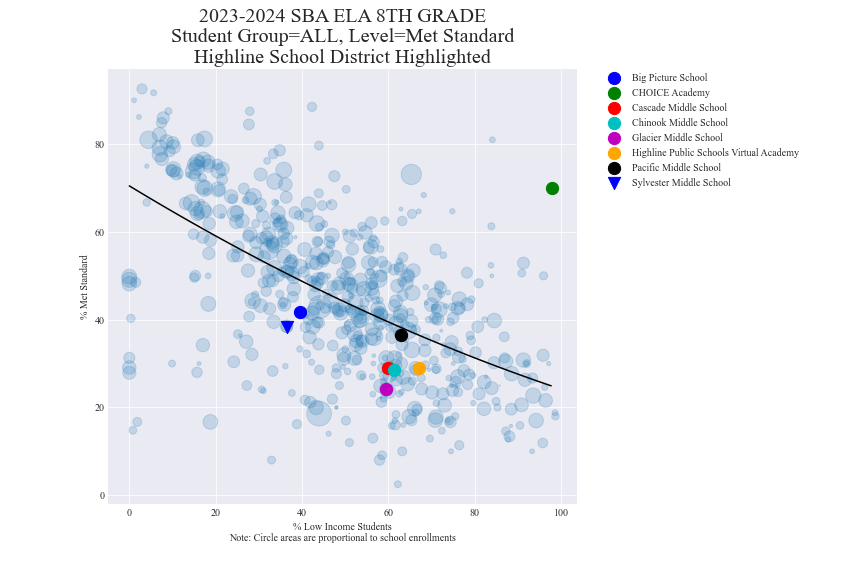 2023-2024 SBA ELA 8TH GRADE
Student Group=ALL, Level=Met Standard
Highline School District Highlighted
Big Picture School
CHOICE Academy
Cascade Middle School
Chinook Middle School
Glacier Middle School
Highline Public Schools Virtual Academy
Pacific Middle School
Sylvester Middle School
% Met Standard
80
60
40
20
0
0 20 40 60 80 100
% Low Income Students
Note: Circle areas are proportional to school enrollments